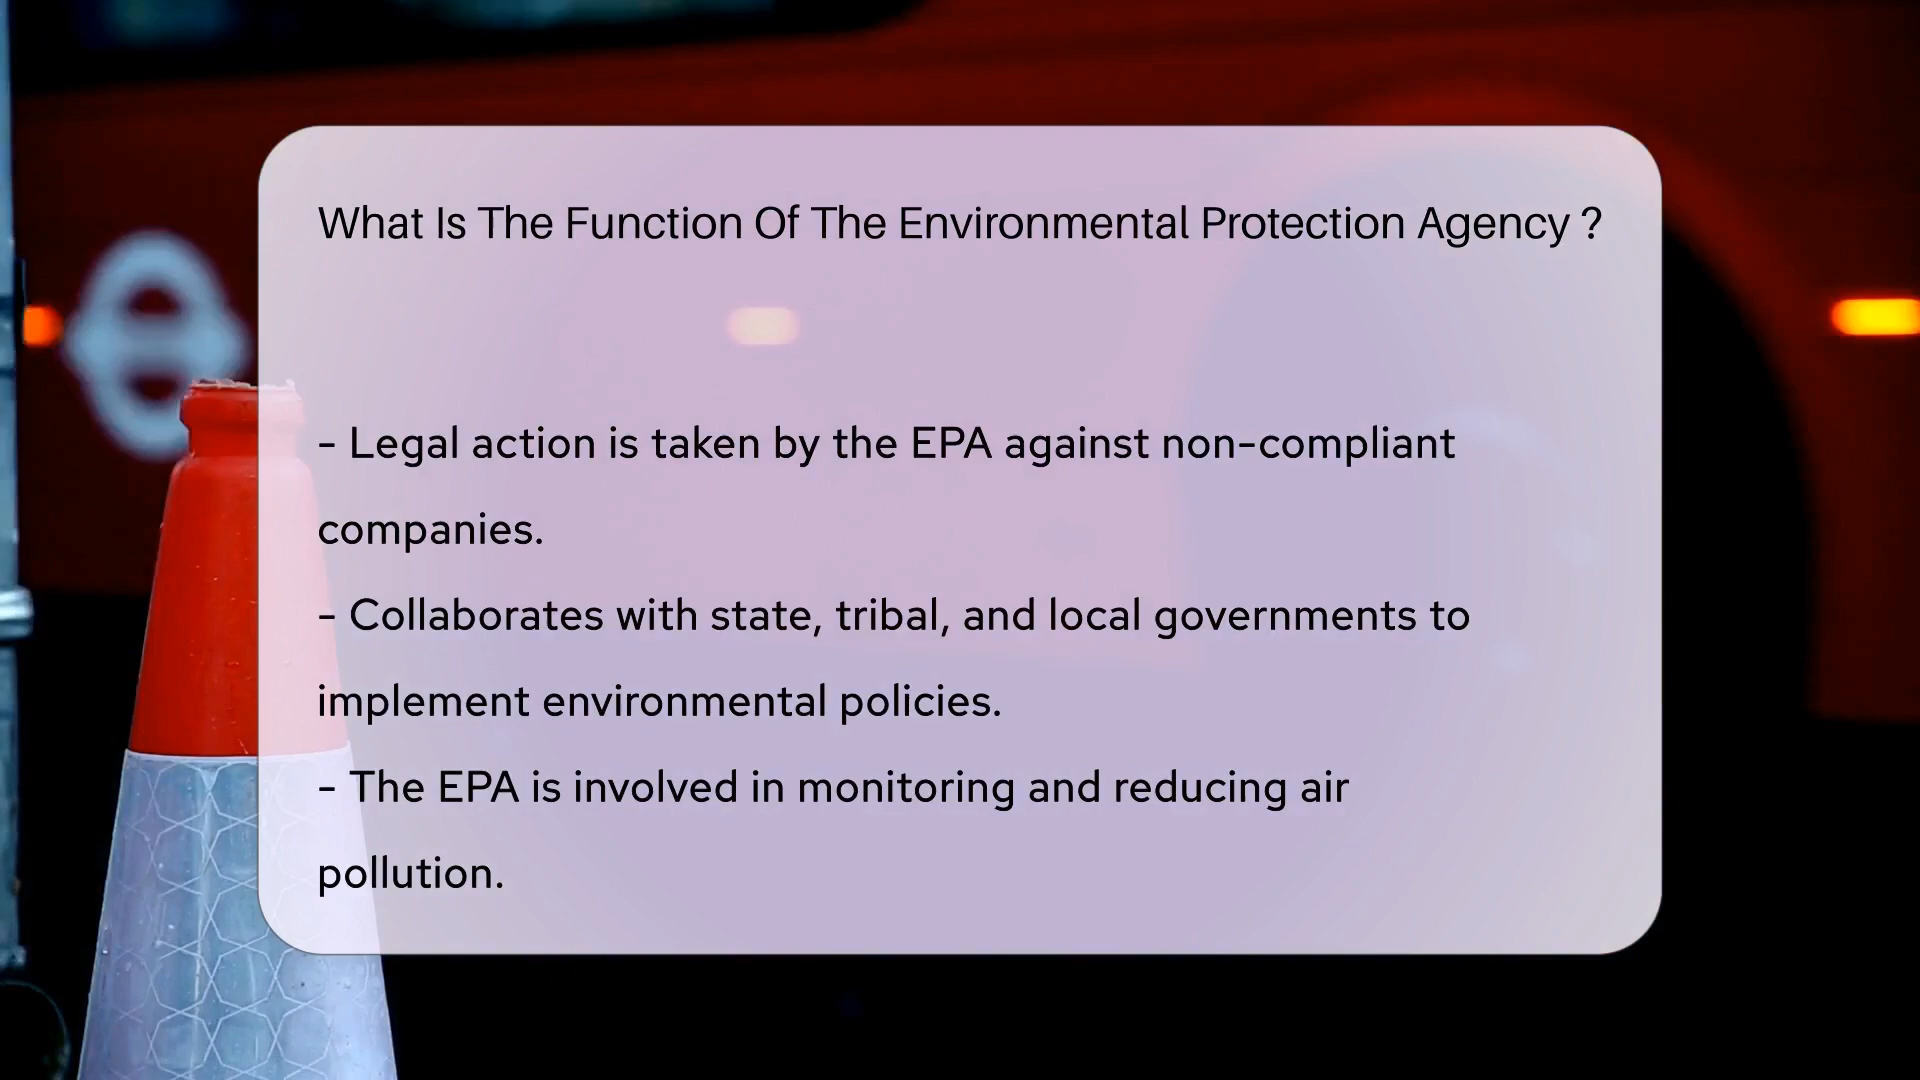 What Is The Function Of The Environmental Protection Agency ?
- Legal action is taken by the EPA against non-compliant
companies.
- Collaborates with state, tribal, and local governments to
implement environmental policies.
- The EPA is involved in monitoring and reducing air
pollution.